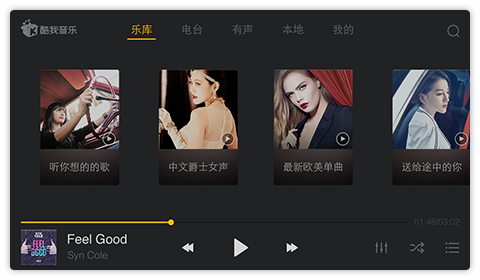 酷我音乐
乐库
电台
有声
本地
我的
听你想的的歌
中文爵士女声
最新欧美单曲
送给途中的你
01:48/03:02
FEEL
GOOD
Feel Good
Syn Cole